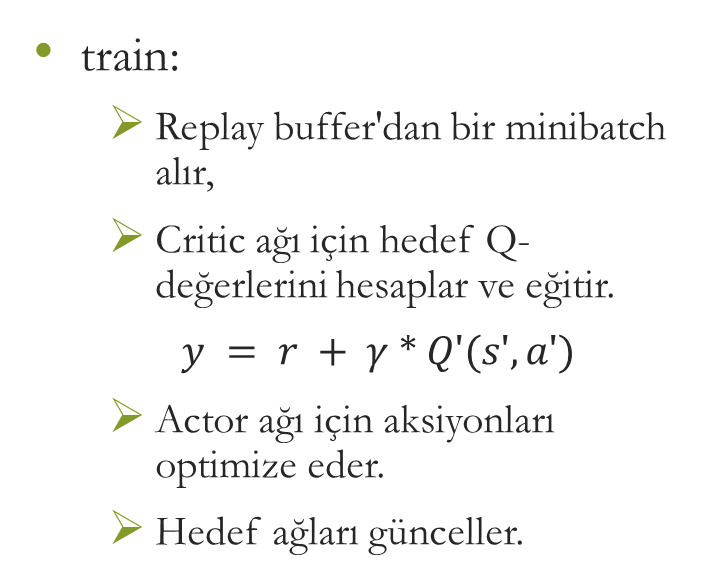 • train:
➢ Replay buffer'dan bir minibatch
alır,
➢ Critic ağı için hedef Q-
değerlerini hesaplar ve eğitir.
y = r + γ * Q'(s', a')
➢ Actor ağı için aksiyonları
optimize eder.
➢ Hedef ağları günceller.